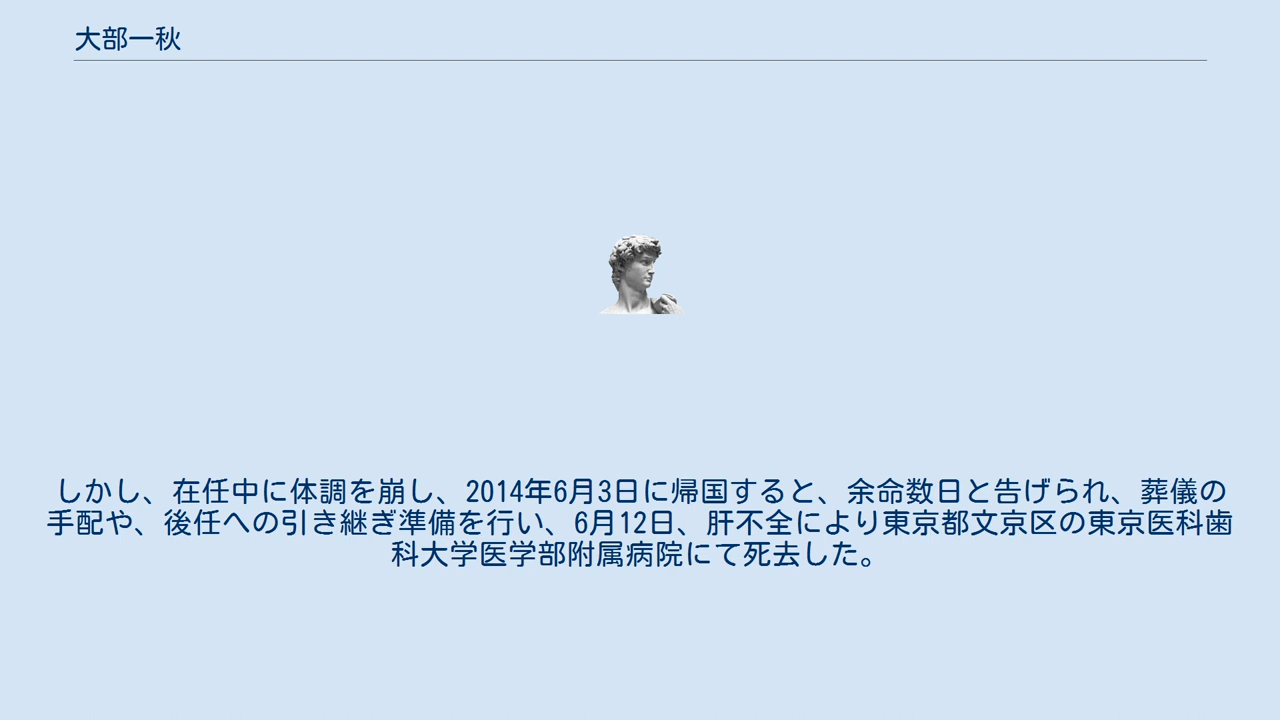 大部一秋
しかし、在任中に体調を崩し、2014年6月3日に帰国すると、余命数日と告げられ、葬儀の
手配や、後任への引き継ぎ準備を行い、6月12日、肝不全により東京都文京区の東京医科歯
科大学医学部附属病院にて死去した。